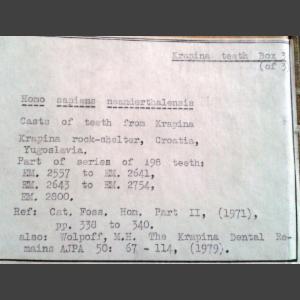 Krapina teeth Box 3
(of 3
Homo sapiens neanderthalensis
Casts of teeth from Krapina
Krapina rock-shelter, Croatia,
Yugoslavia.
Part of series of 198 teeth:
EM. 2557 to EM. 2641,
EM. 2643 to EM. 2754,
EM. 2800.
Ref: Cat. Foss. Hom. Part II, (1971),
pp. 338 to 340.
also: Wolpoff, M.H. The Krapina Dental Re-
mains AJPA 50: 67 - 114, (1979).